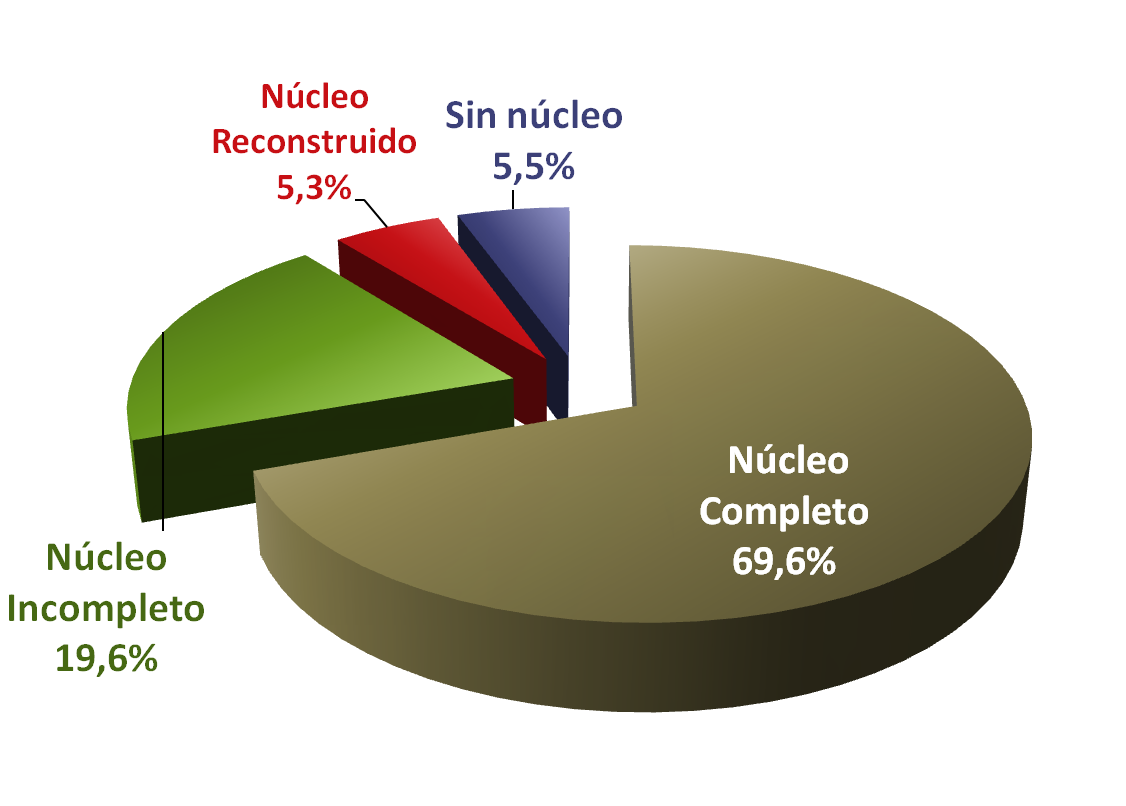 Núcleo
Reconstruido
5,3%
Sin núcleo
5,5%
Núcleo
Completo
69,6%
Núcleo
Incompleto
19,6%